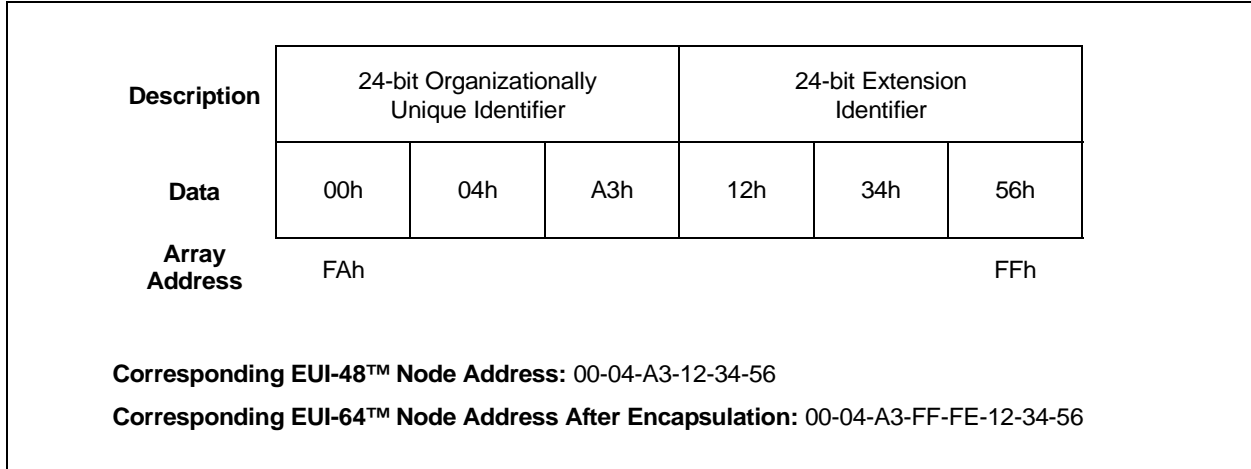 Description
24-bit Organizationally
Unique Identifier
24-bit Extension
Identifier
Data
00h
04h
A3h
12h
34h
56h
Array
Address
FAh
FFh
Corresponding EUI-48™ Node Address: 00-04-A3-12-34-56
Corresponding EUI-64™ Node Address After Encapsulation: 00-04-A3-FF-FE-12-34-56